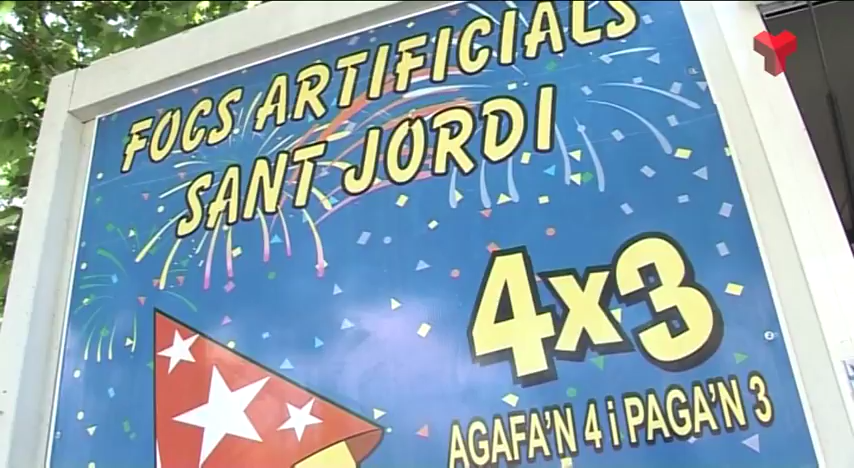 FOCS ARTIFICIALS
SANT JORDI
4x3
AGAFA'N 4 i PAGA'N 3